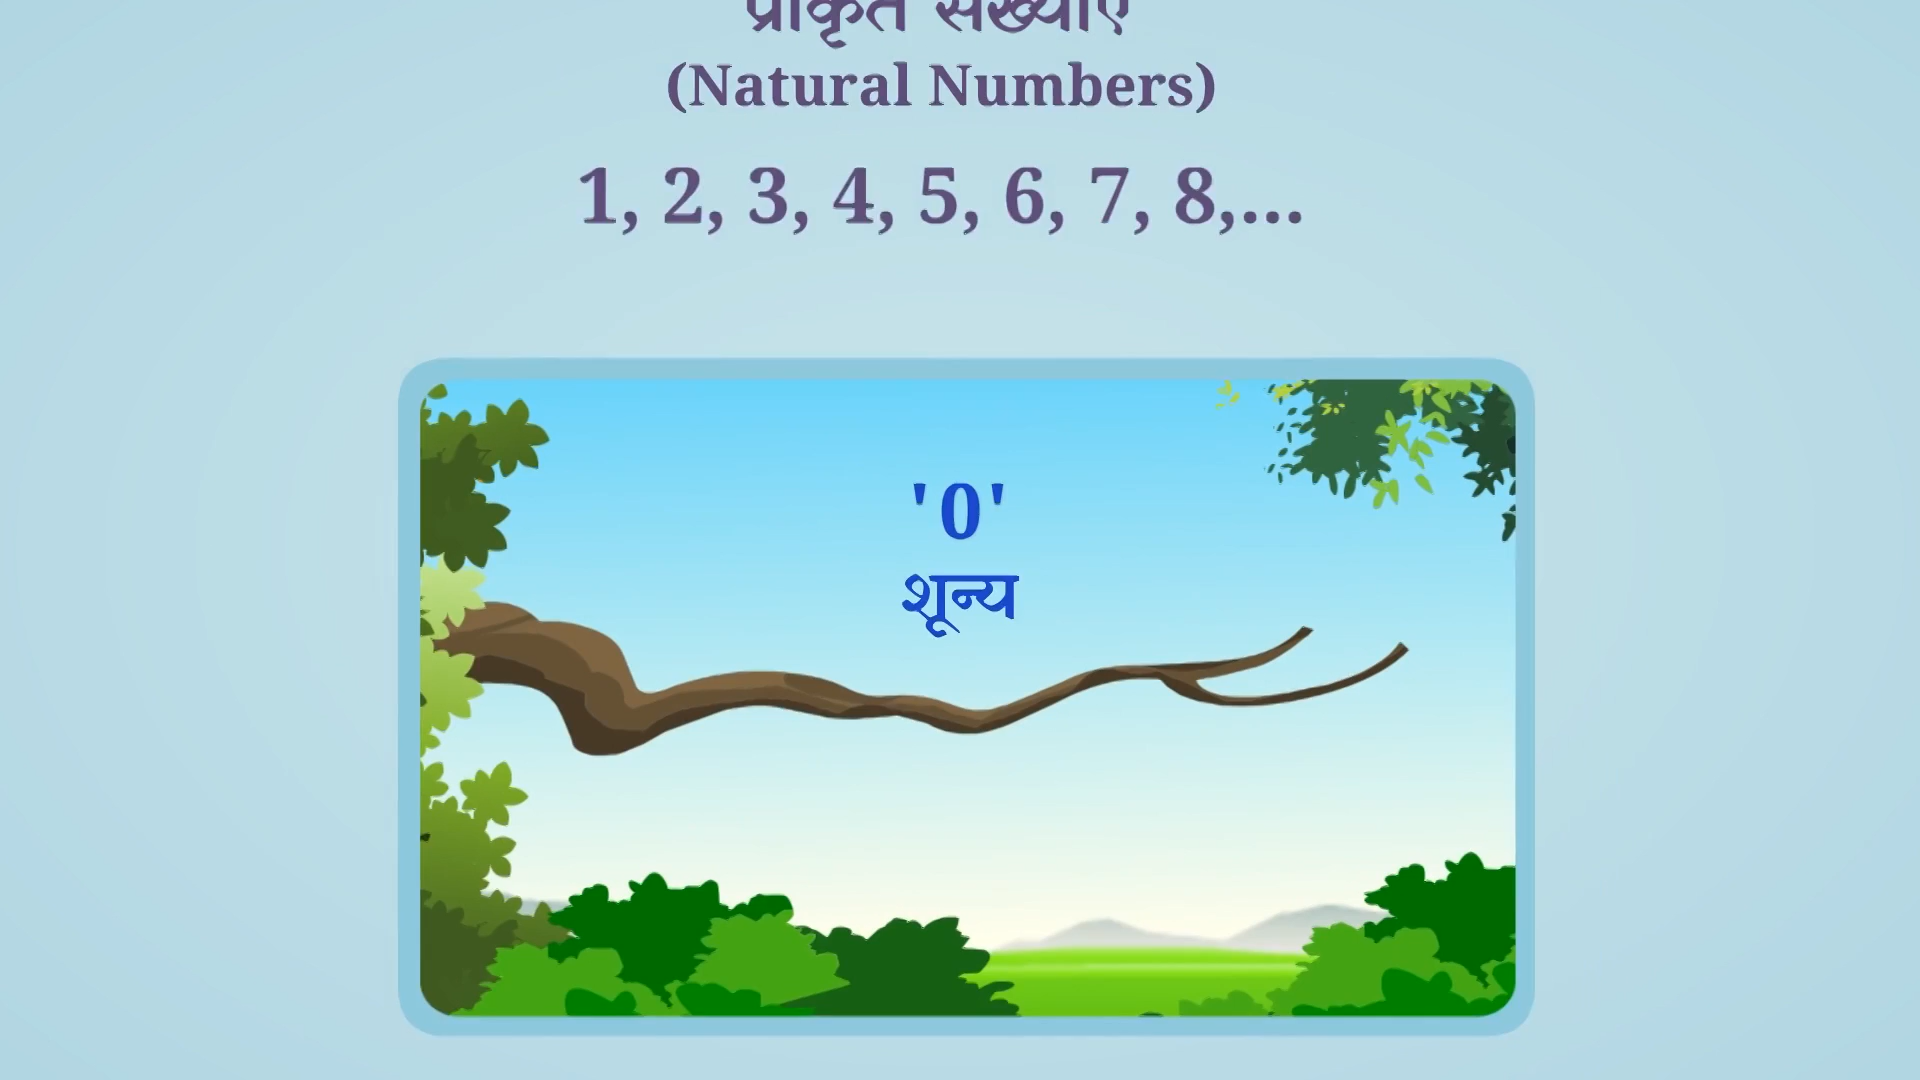 प्राकृत संख्याएँ
(Natural Numbers)
1, 2, 3, 4, 5, 6, 7, 8,...
'0'
शून्य